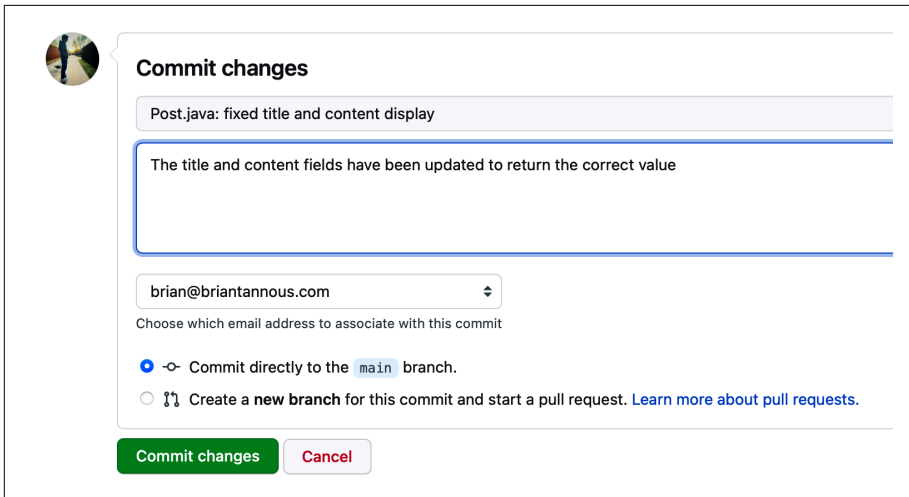 Commit changes
Post.java: fixed title and content display
The title and content fields have been updated to return the correct value
brian@briantannous.com
Choose which email address to associate with this commit
Commit directly to the main branch.
Create a new branch for this commit and start a pull request. Learn more about pull requests.
Commit changes Cancel